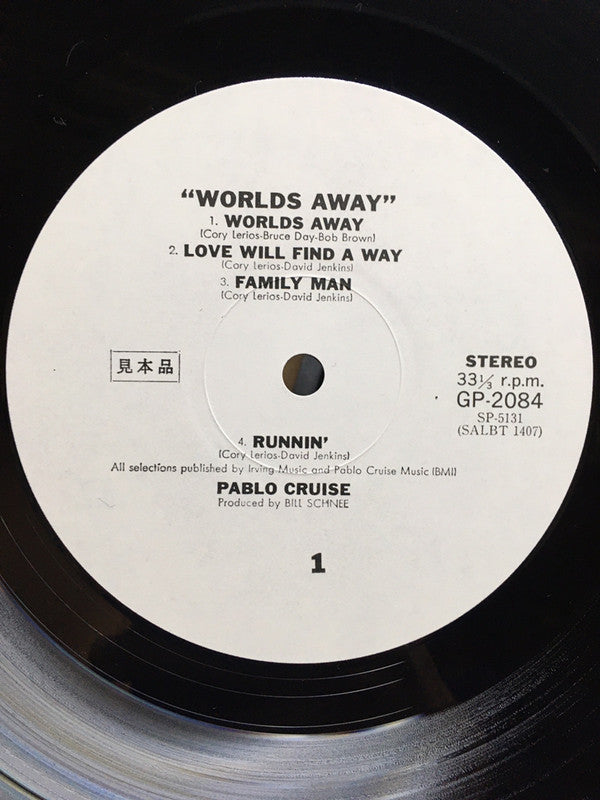 “WORLDS AWAY”
1. WORLDS AWAY
(Cory Lerios-Bruce Day-Bob Brown)
2. LOVE WILL FIND A WAY
(Cory Lerios-David Jenkins)
3. FAMILY MAN
(Cory Lerios-David Jenkins)
見本品
STEREO
33⅓ r.p.m.
GP-2084
SP-5131
(SALBT 1407)
4. RUNNIN’
(Cory Lerios-David Jenkins)
All selections published by Irving Music and Pablo Cruise Music (BMI)
PABLO CRUISE
Produced by BILL SCHNEE
1